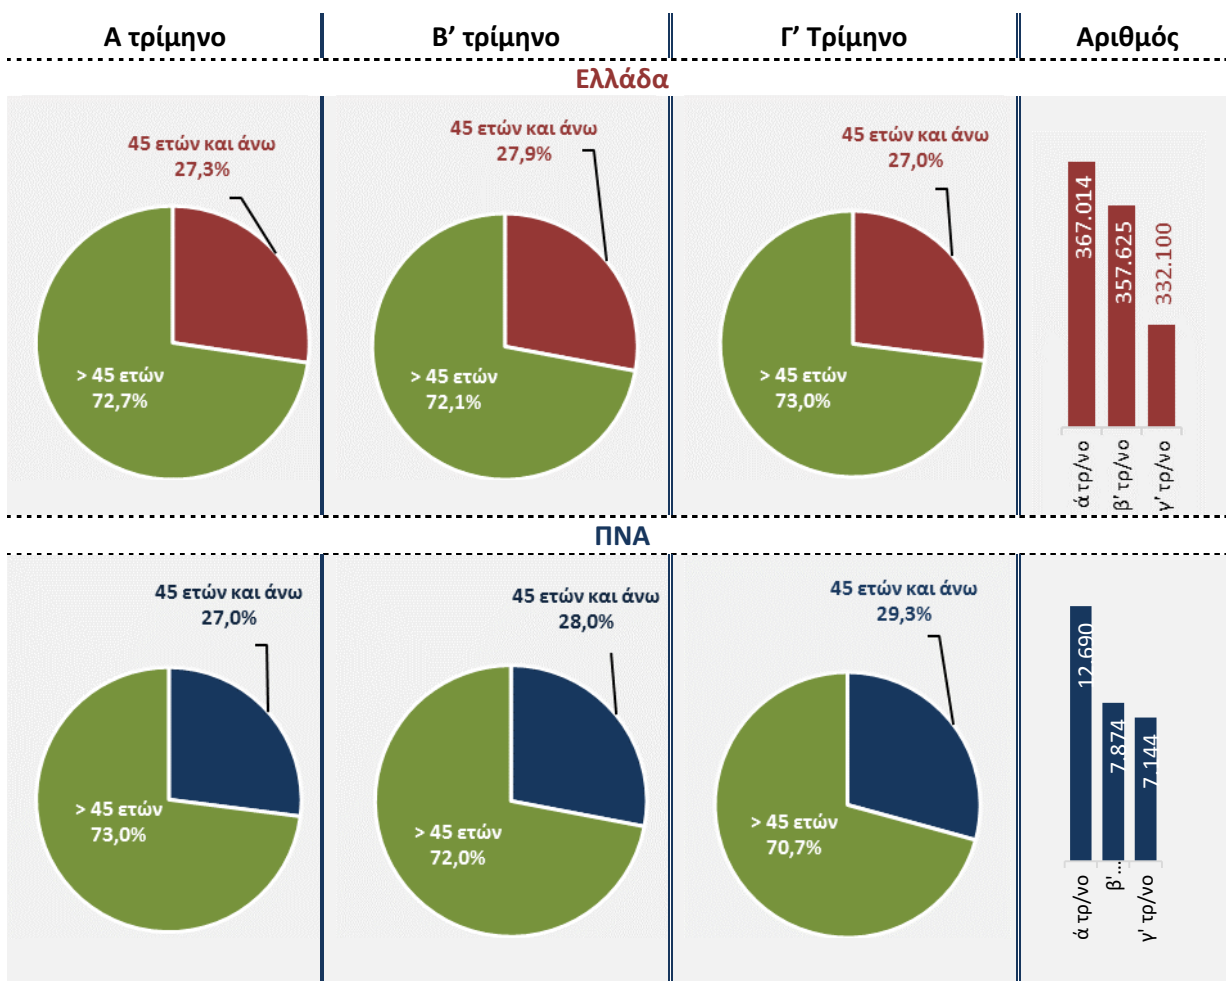 Α τρίμηνο
Β’ τρίμηνο
Γ’ Τρίμηνο
Αριθμός
Ελλάδα
45 ετών και άνω
27,3%
> 45 ετών
72,7%
45 ετών και άνω
27,9%
> 45 ετών
72,1%
45 ετών και άνω
27,0%
> 45 ετών
73,0%
367.014
357.625
332.100
ά τρ/νο
β' τρ/νο
γ' τρ/νο
ΠΝΑ
45 ετών και άνω
27,0%
> 45 ετών
73,0%
45 ετών και άνω
28,0%
> 45 ετών
72,0%
45 ετών και άνω
29,3%
> 45 ετών
70,7%
12.690
7.874
7.144
ά τρ/νο
β'...
γ' τρ/νο